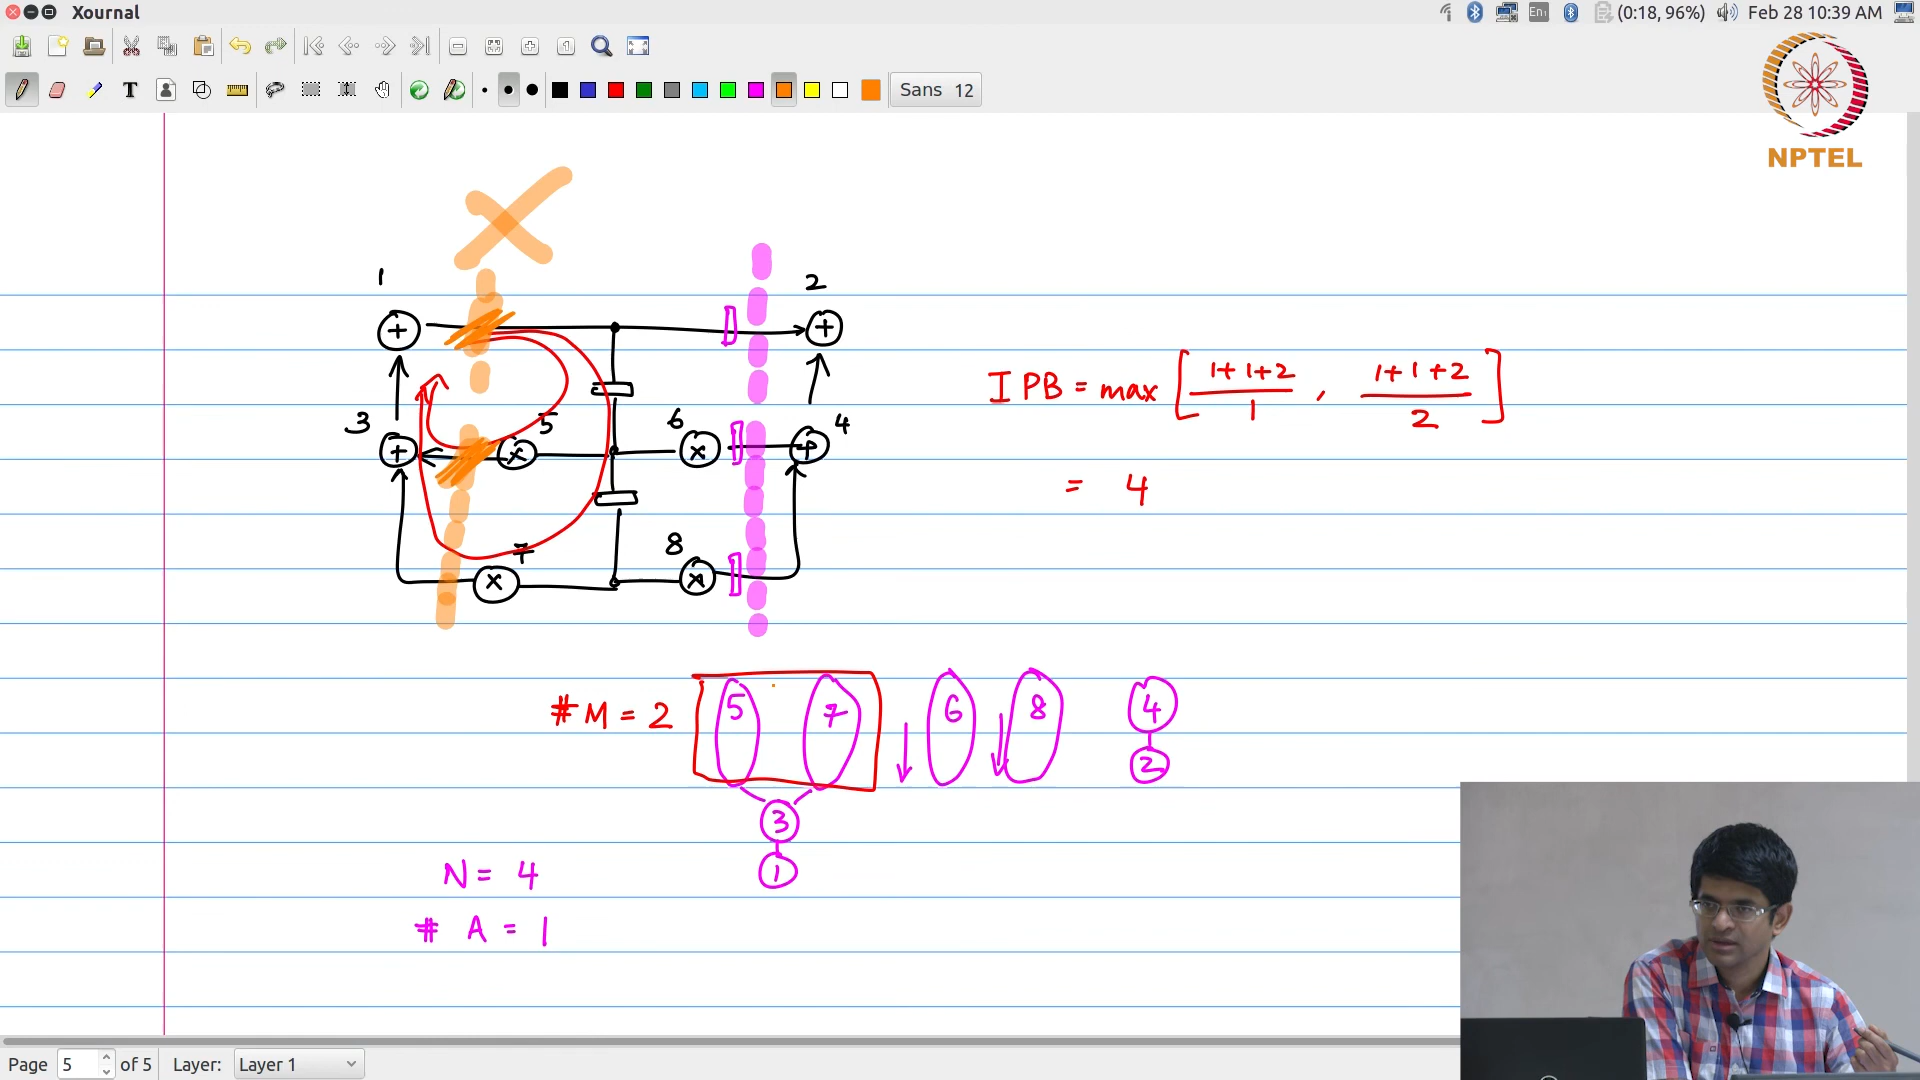 Xournal
(0:18, 96%) Feb 28 10:39 AM
En1
T
Sans 12
NPTEL
1
2
+
+
3
5
6
4
+
x
x
+
7
8
x
x
IPB = max [ 1+1+2 / 1 , 1+1+2 / 2 ]
= 4
# M = 2
5 7 6 8 4
2
3
1
N = 4
# A = 1
Page 5 of 5 Layer: Layer 1